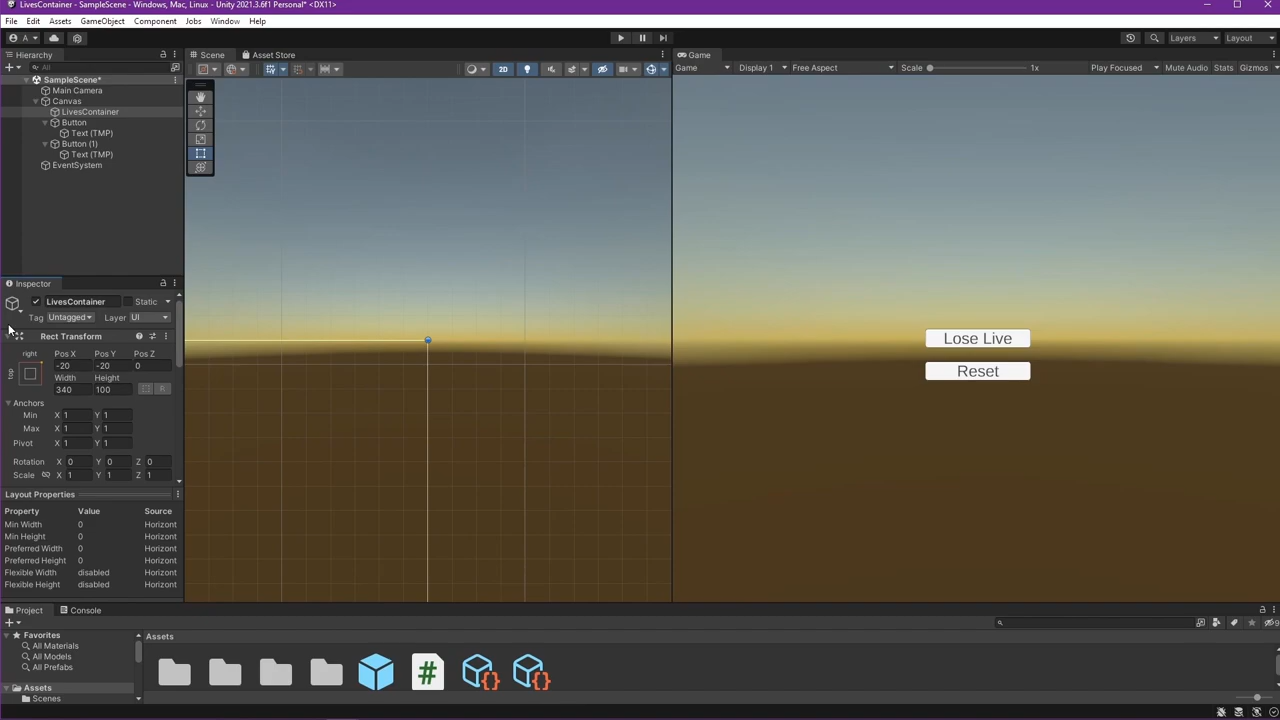 LivesContainer - SampleScene - Windows, Mac, Linux - Unity 2021.3.6f1 Personal* <DX11>
File Edit Assets GameObject Component Jobs Window Help
A Layers Layout
Hierarchy Scene Asset Store Game
All Game Display 1 Free Aspect Scale 1x Play Focused Mute Audio Stats Gizmos
2D
SampleScene*
Main Camera
Canvas
LivesContainer
Button
Text (TMP)
Button (1)
Text (TMP)
EventSystem
Inspector
LivesContainer Static
Tag Untagged Layer UI
Rect Transform
right Pos X Pos Y Pos Z
top -20 -20 0
Width Height
340 100 R
Anchors
Min X 1 Y 1
Max X 1 Y 1
Pivot X 1 Y 1
Rotation X 0 Y 0 Z 0
Scale X 1 Y 1 Z 1
Layout Properties
Property Value Source
Min Width 0 Horizont
Min Height 0 Horizont
Preferred Width 0 Horizont
Preferred Height 0 Horizont
Flexible Width disabled Horizont
Flexible Height disabled Horizont
Lose Live
Reset
Project Console
Favorites
All Materials
All Models
All Prefabs
Assets
Scenes
Assets
9